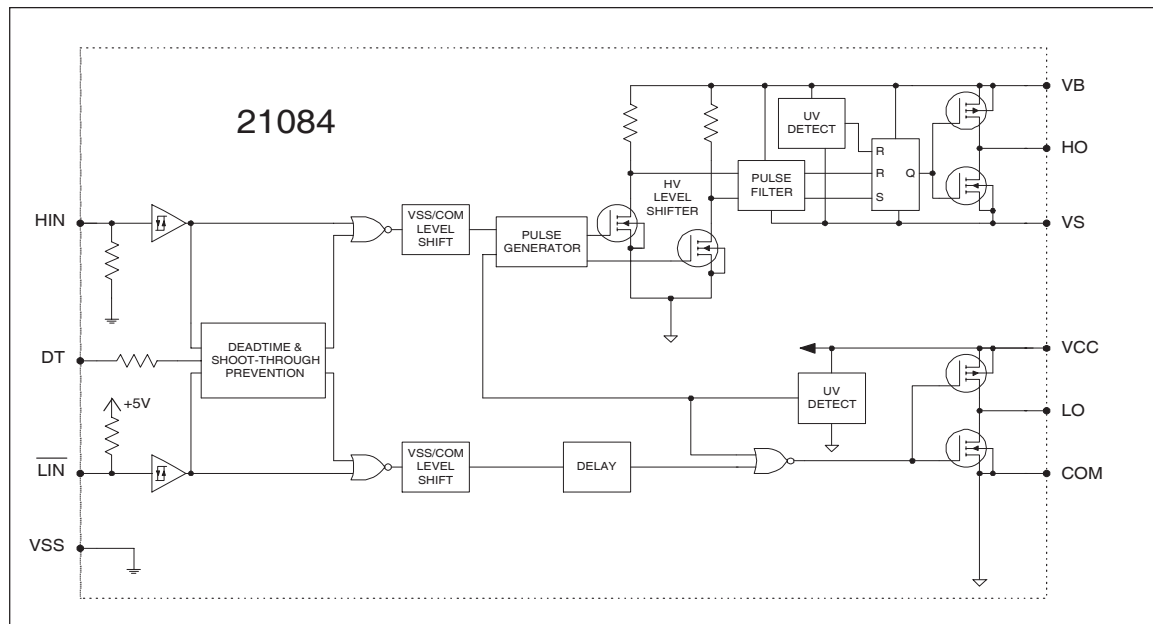 21084
VB
UV
DETECT
R
HO
R
Q
PULSE
FILTER
S
HV
LEVEL
SHIFTER
HIN
VSS/COM
LEVEL
SHIFT
PULSE
GENERATOR
VS
DT
DEADTIME &
SHOOT-THROUGH
PREVENTION
VCC
UV
DETECT
+5V
LO
LIN
VSS/COM
LEVEL
SHIFT
DELAY
COM
VSS